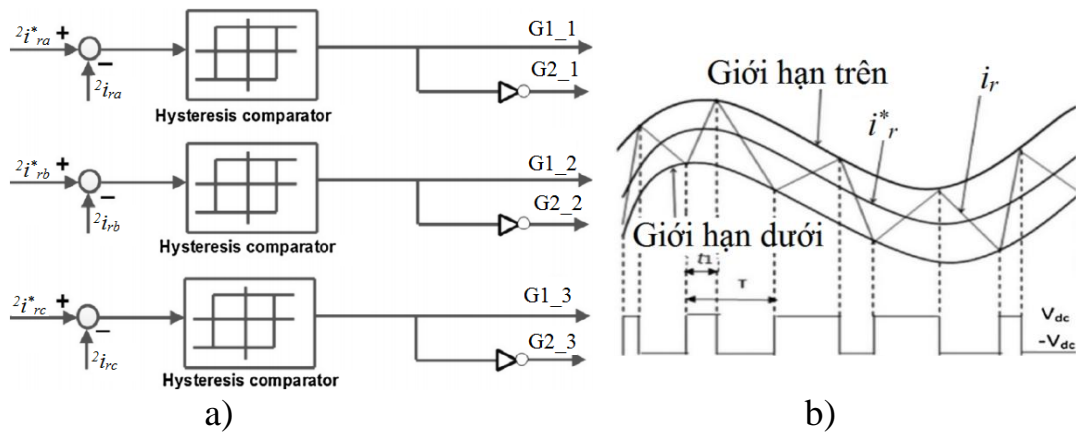 ²i*ra + G1_1
− G2_1
²ira
Hysteresis comparator
²i*rb + G1_2
− G2_2
²irb
Hysteresis comparator
²i*rc + G1_3
− G2_3
²irc
Hysteresis comparator
a)
Giới hạn trên
ir
i*r
Giới hạn dưới
t1
T
Vdc
-Vdc
b)